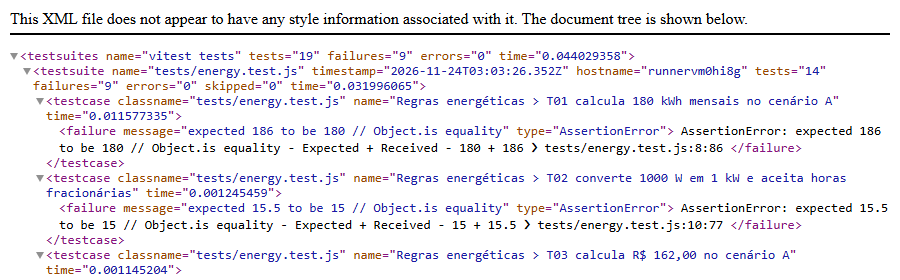 This XML file does not appear to have any style information associated with it. The document tree is shown below.
▼<testsuites name="vitest tests" tests="19" failures="9" errors="0" time="0.044029358">
▼<testsuite name="tests/energy.test.js" timestamp="2026-11-24T03:03:26.352Z" hostname="runnervm0hi8g" tests="14"
failures="9" errors="0" skipped="0" time="0.031996065">
▼<testcase classname="tests/energy.test.js" name="Regras energéticas > T01 calcula 180 kWh mensais no cenário A"
time="0.011577335">
<failure message="expected 186 to be 180 // Object.is equality" type="AssertionError"> AssertionError: expected 186
to be 180 // Object.is equality - Expected + Received - 180 + 186 ❯ tests/energy.test.js:8:86 </failure>
</testcase>
▼<testcase classname="tests/energy.test.js" name="Regras energéticas > T02 converte 1000 W em 1 kW e aceita horas
fracionárias" time="0.001245459">
<failure message="expected 15.5 to be 15 // Object.is equality" type="AssertionError"> AssertionError: expected 15.5
to be 15 // Object.is equality - Expected + Received - 15 + 15.5 ❯ tests/energy.test.js:10:77 </failure>
</testcase>
▼<testcase classname="tests/energy.test.js" name="Regras energéticas > T03 calcula R$ 162,00 no cenário A"
time="0.001145204">